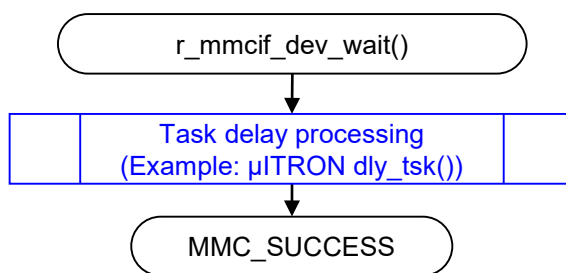 r_mmcif_dev_wait()
Task delay processing
(Example: µITRON dly_tsk())
MMC_SUCCESS